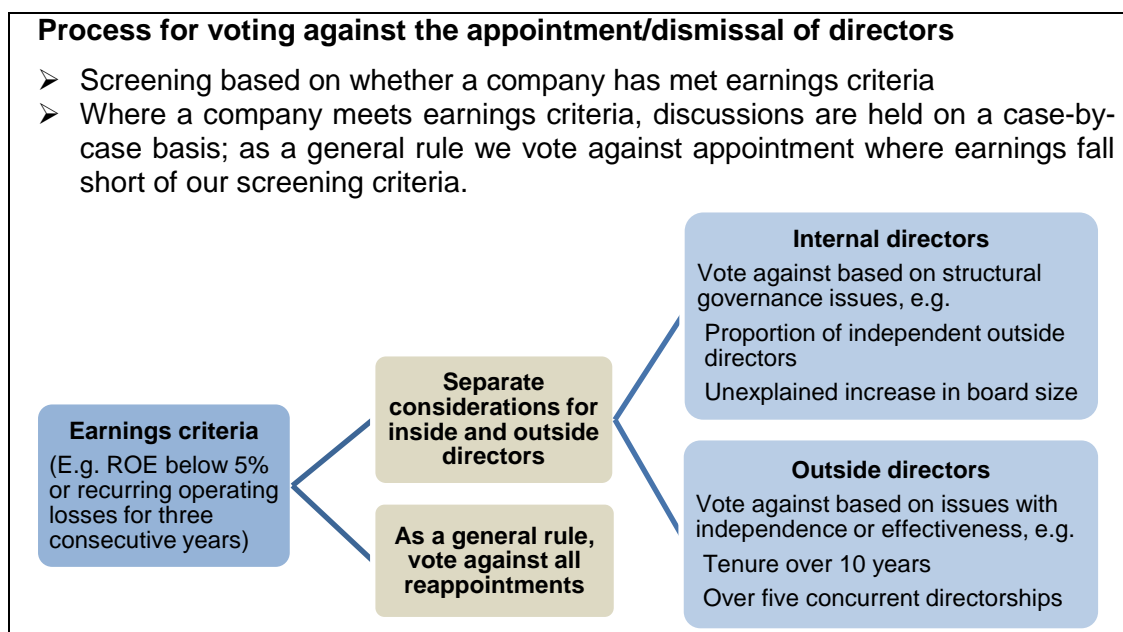 Process for voting against the appointment/dismissal of directors
➢ Screening based on whether a company has met earnings criteria
➢ Where a company meets earnings criteria, discussions are held on a case-by-
case basis; as a general rule we vote against appointment where earnings fall
short of our screening criteria.
Earnings criteria
(E.g. ROE below 5%
or recurring operating
losses for three
consecutive years)
Separate
considerations for
inside and outside
directors
As a general rule,
vote against all
reappointments
Internal directors
Vote against based on structural
governance issues, e.g.
Proportion of independent outside
directors
Unexplained increase in board size
Outside directors
Vote against based on issues with
independence or effectiveness, e.g.
Tenure over 10 years
Over five concurrent directorships